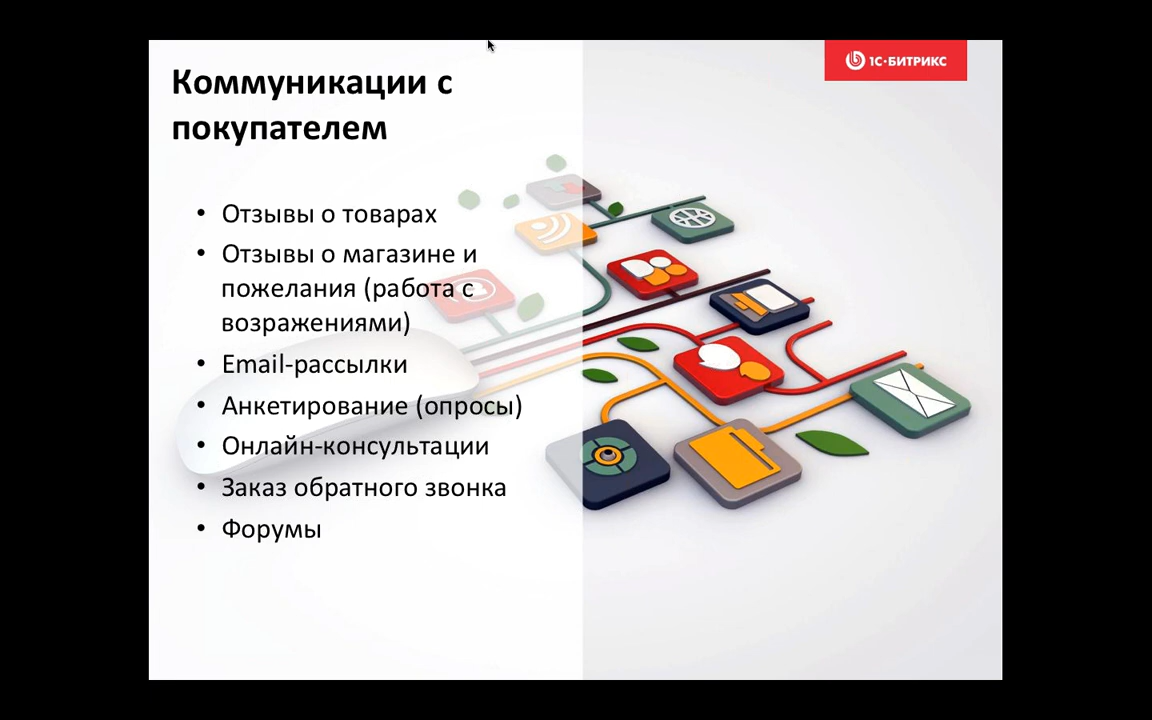 1С·БИТРИКС
Коммуникации с
покупателем
• Отзывы о товарах
• Отзывы о магазине и
пожелания (работа с
возражениями)
• Email-рассылки
• Анкетирование (опросы)
• Онлайн-консультации
• Заказ обратного звонка
• Форумы